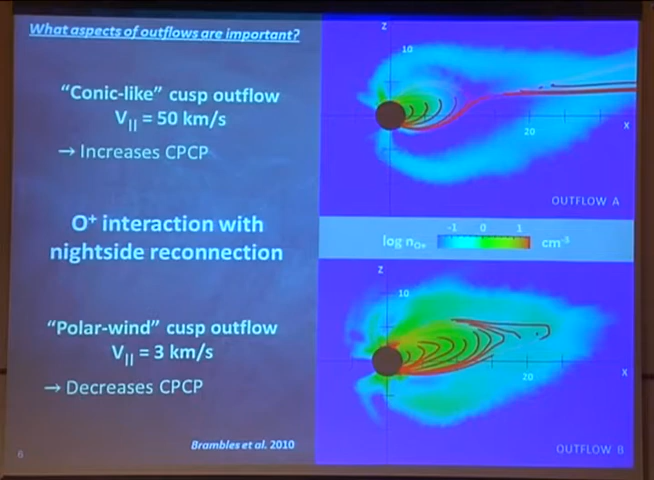 What aspects of outflows are important?
“Conic-like” cusp outflow
V|| = 50 km/s
→ Increases CPCP
O+ interaction with
nightside reconnection
“Polar-wind” cusp outflow
V|| = 3 km/s
→ Decreases CPCP
Brambles et al. 2010
6
Z
10
20
X
OUTFLOW A
log nO+
-1 0 1
cm-3
Z
10
20
X
OUTFLOW B